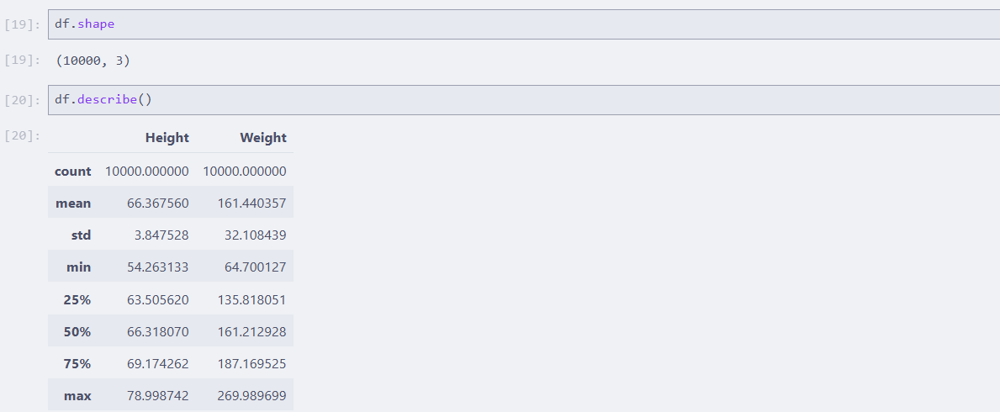 [19]: df.shape
[19]: (10000, 3)
[20]: df.describe()
[20]:
Height Weight
count 10000.000000 10000.000000
mean 66.367560 161.440357
std 3.847528 32.108439
min 54.263133 64.700127
25% 63.505620 135.818051
50% 66.318070 161.212928
75% 69.174262 187.169525
max 78.998742 269.989699